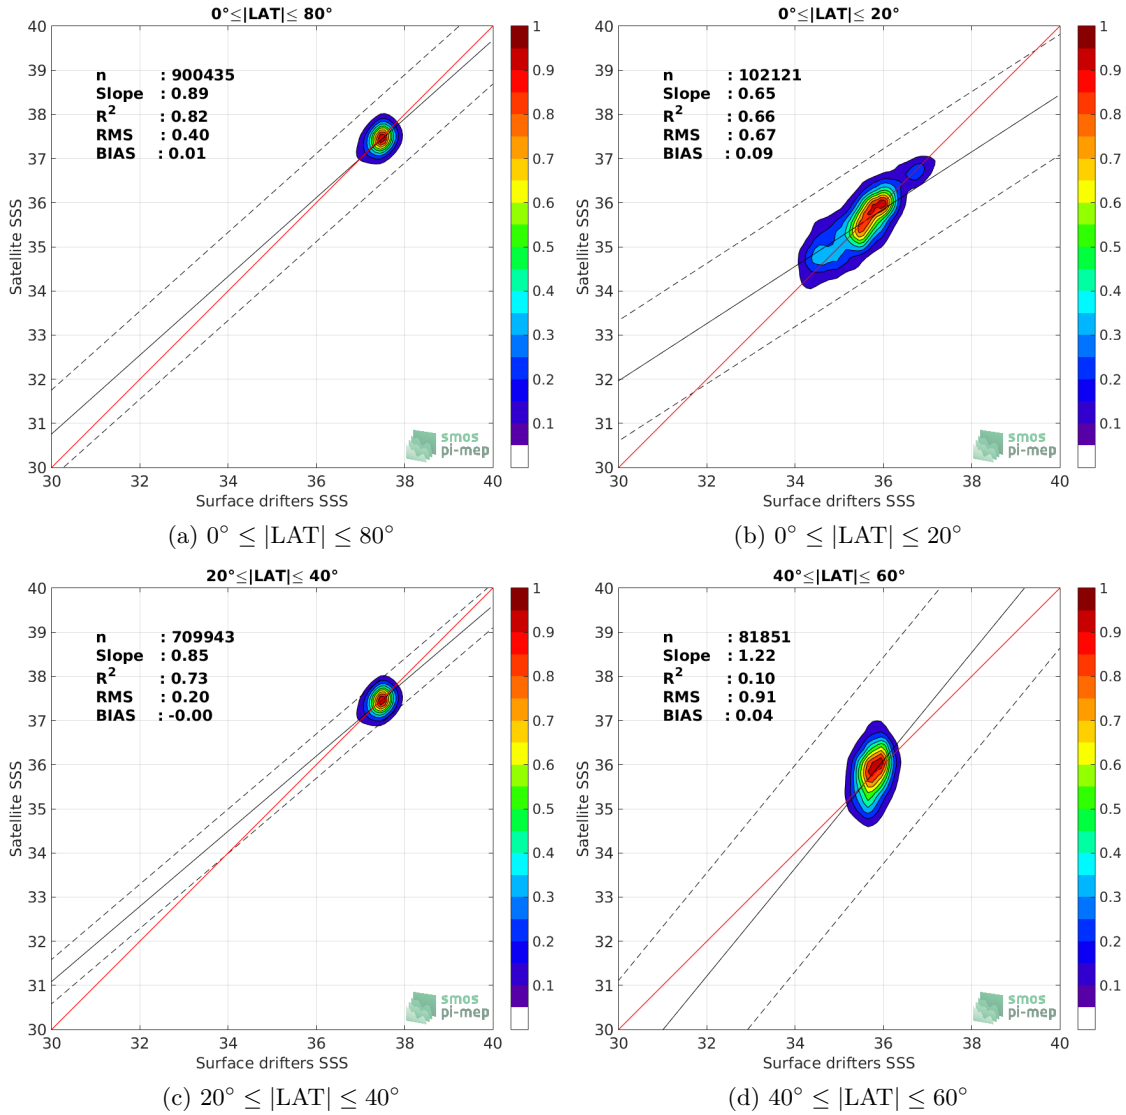 0°≤|LAT|≤ 80°
n : 900435
Slope : 0.89
R² : 0.82
RMS : 0.40
BIAS : 0.01
40
39
38
37
36
35
34
33
32
31
30
30 32 34 36 38 40
Satellite SSS
Surface drifters SSS
1
0.9
0.8
0.7
0.6
0.5
0.4
0.3
0.2
0.1
smos
pi-mep
(a) 0° ≤ |LAT| ≤ 80°
0°≤|LAT|≤ 20°
n : 102121
Slope : 0.65
R² : 0.66
RMS : 0.67
BIAS : 0.09
40
39
38
37
36
35
34
33
32
31
30
30 32 34 36 38 40
Satellite SSS
Surface drifters SSS
1
0.9
0.8
0.7
0.6
0.5
0.4
0.3
0.2
0.1
smos
pi-mep
(b) 0° ≤ |LAT| ≤ 20°
20°≤|LAT|≤ 40°
n : 709943
Slope : 0.85
R² : 0.73
RMS : 0.20
BIAS : -0.00
40
39
38
37
36
35
34
33
32
31
30
30 32 34 36 38 40
Satellite SSS
Surface drifters SSS
1
0.9
0.8
0.7
0.6
0.5
0.4
0.3
0.2
0.1
smos
pi-mep
(c) 20° ≤ |LAT| ≤ 40°
40°≤|LAT|≤ 60°
n : 81851
Slope : 1.22
R² : 0.10
RMS : 0.91
BIAS : 0.04
40
39
38
37
36
35
34
33
32
31
30
30 32 34 36 38 40
Satellite SSS
Surface drifters SSS
1
0.9
0.8
0.7
0.6
0.5
0.4
0.3
0.2
0.1
smos
pi-mep
(d) 40° ≤ |LAT| ≤ 60°